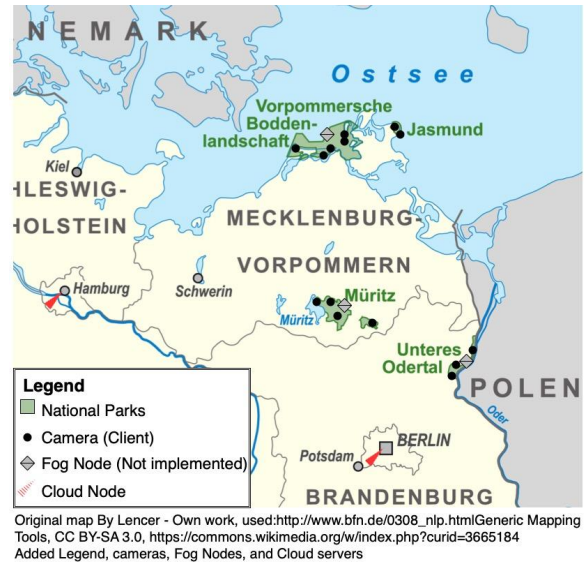 NEMARK
Ostsee
Vorpommersche
Bodden-
landschaft
Jasmund
Kiel
HLESWIG-
HOLSTEIN
MECKLENBURG-
VORPOMMERN
Hamburg
Schwerin
Müritz
Müritz
Unteres
Odertal
POLEN
Oder
Legend
National Parks
Camera (Client)
Fog Node (Not implemented)
Cloud Node
BERLIN
Potsdam
BRANDENBURG
Original map By Lencer - Own work, used:http://www.bfn.de/0308_nlp.htmlGeneric Mapping
Tools, CC BY-SA 3.0, https://commons.wikimedia.org/w/index.php?curid=3665184
Added Legend, cameras, Fog Nodes, and Cloud servers